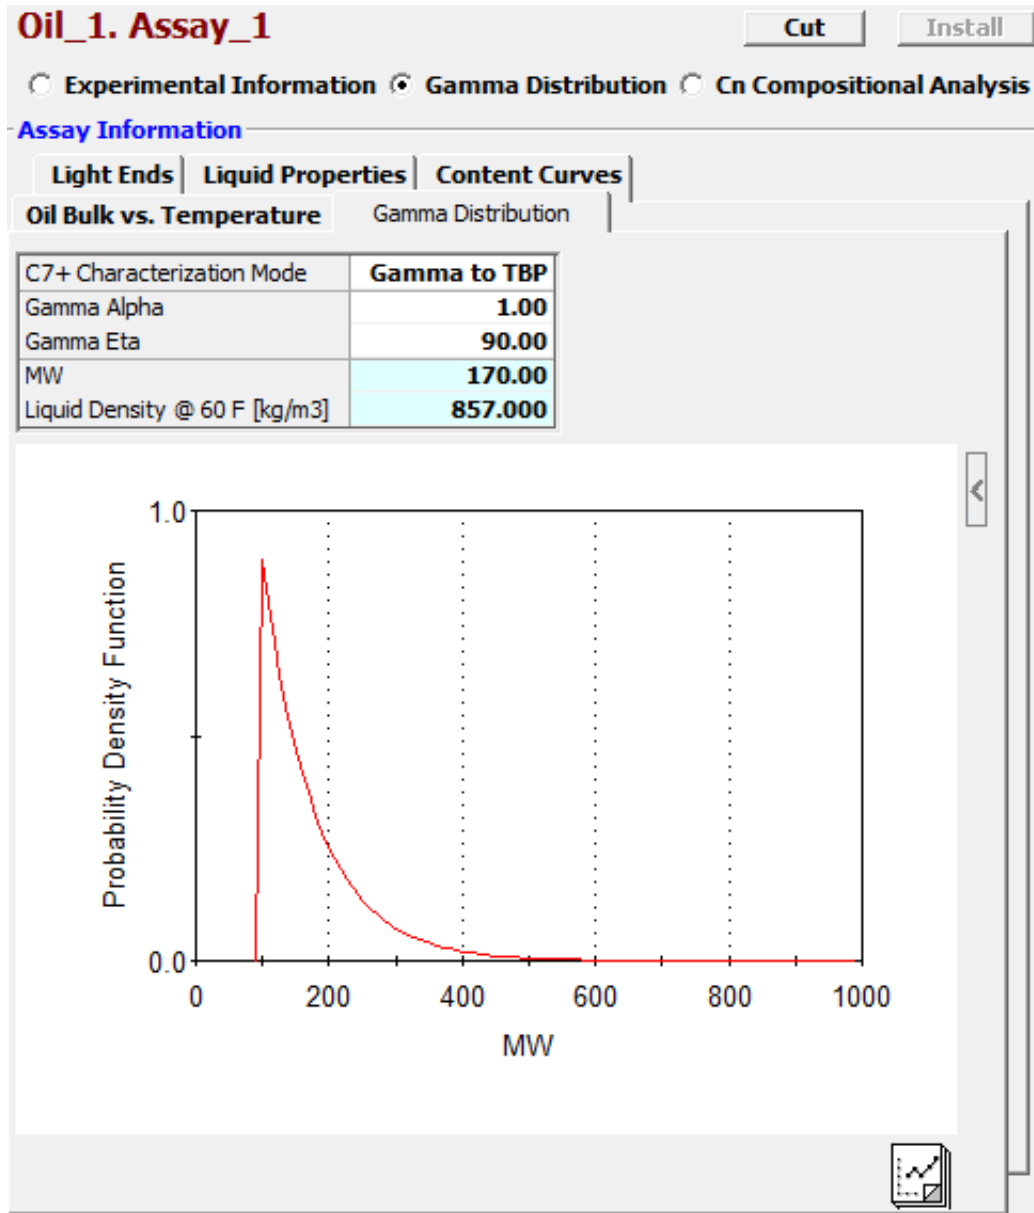 Oil_1. Assay_1
Cut
Install
Experimental Information
Gamma Distribution
Cn Compositional Analysis
Assay Information
Light Ends
Liquid Properties
Content Curves
Oil Bulk vs. Temperature
Gamma Distribution
C7+ Characterization Mode Gamma to TBP
Gamma Alpha 1.00
Gamma Eta 90.00
MW 170.00
Liquid Density @ 60 F [kg/m3] 857.000
1.0
Probability Density Function
0.0
0 200 400 600 800 1000
MW